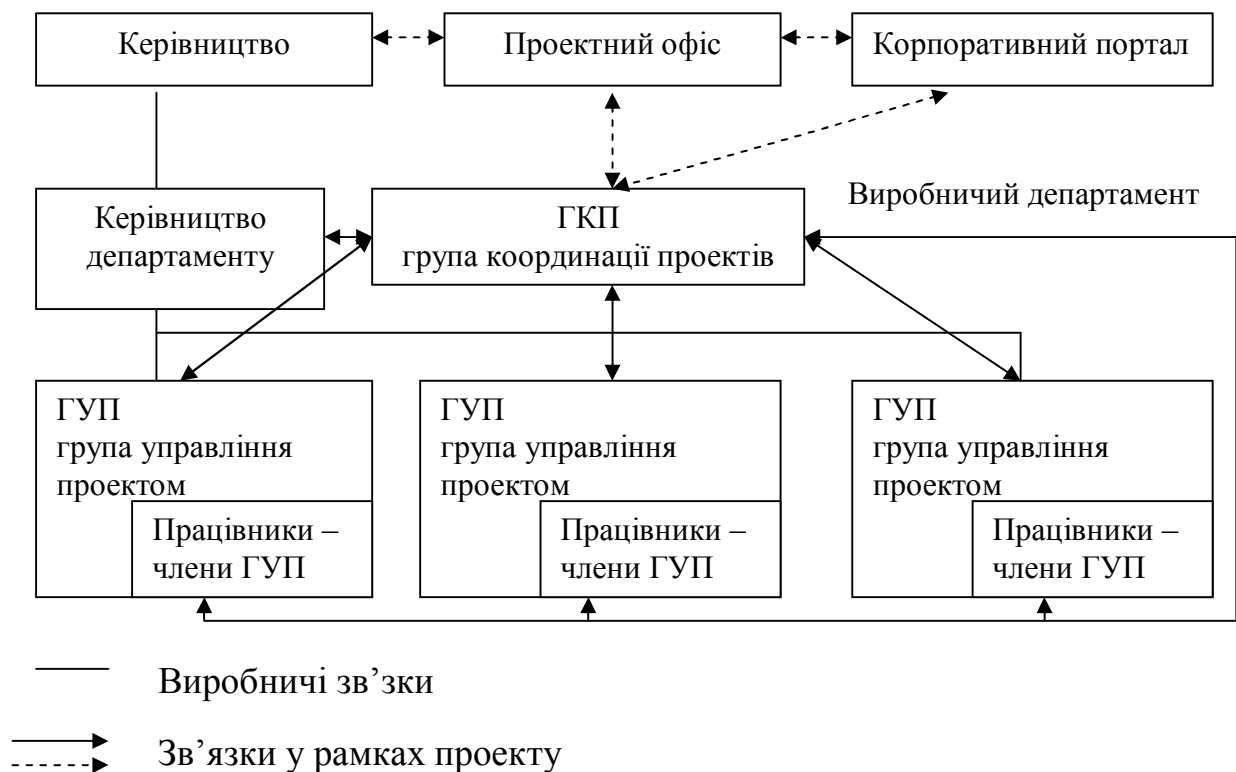 Керівництво
Проектний офіс
Корпоративний портал
Керівництво
департаменту
ГКП
група координації проектів
Виробничий департамент
ГУП
група управління
проектом
Працівники –
члени ГУП
ГУП
група управління
проектом
Працівники –
члени ГУП
ГУП
група управління
проектом
Працівники –
члени ГУП
Виробничі зв’зки
Зв’язки у рамках проекту